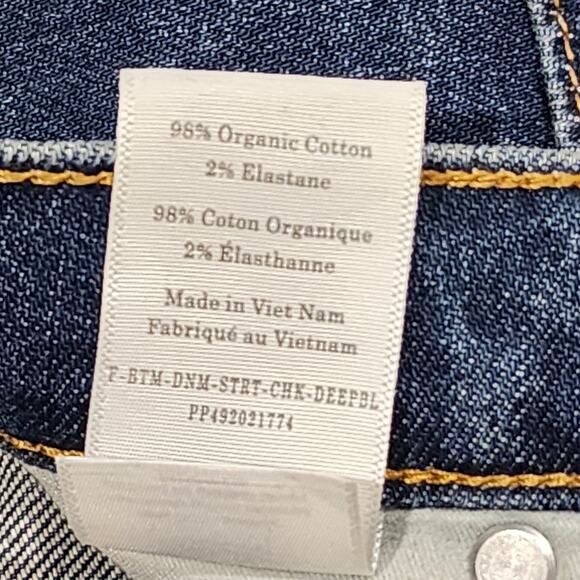 98% Organic Cotton
2% Elastane
98% Coton Organique
2% Élasthanne
Made in Viet Nam
Fabriqué au Vietnam
F-BTM-DNM-STRT-CHK-DEEPBL
PP492021774